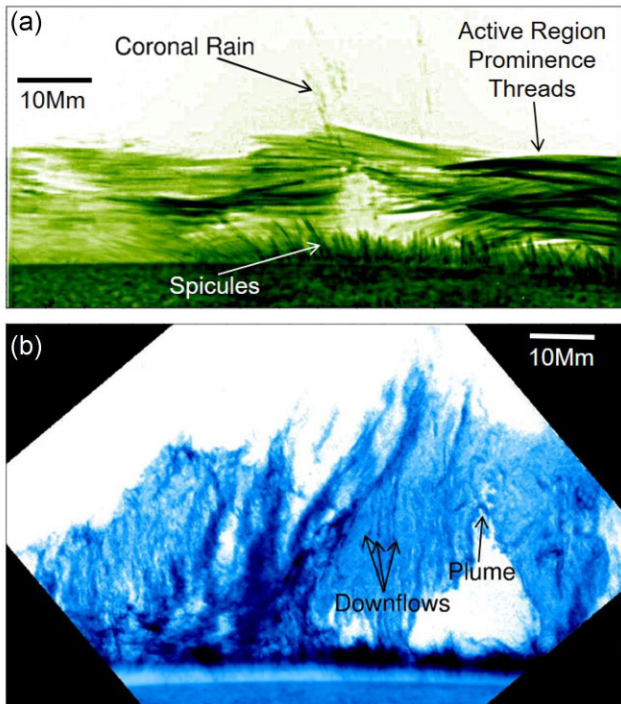 (a)
Coronal Rain
Active Region
Prominence
Threads
10Mm
Spicules
(b)
10Mm
Downflows
Plume